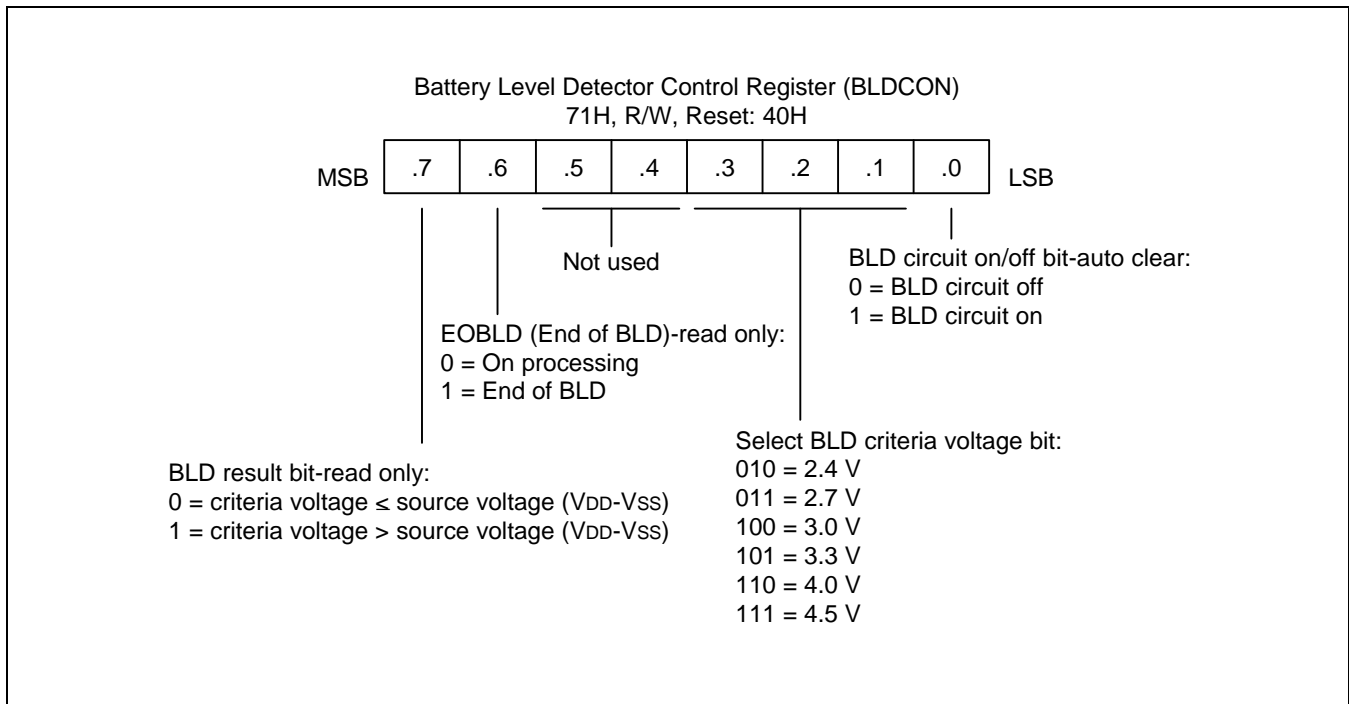 Battery Level Detector Control Register (BLDCON)
71H, R/W, Reset: 40H
MSB .7 .6 .5 .4 .3 .2 .1 .0 LSB
Not used
BLD circuit on/off bit-auto clear:
0 = BLD circuit off
1 = BLD circuit on
EOBLD (End of BLD)-read only:
0 = On processing
1 = End of BLD
Select BLD criteria voltage bit:
010 = 2.4 V
011 = 2.7 V
100 = 3.0 V
101 = 3.3 V
110 = 4.0 V
111 = 4.5 V
BLD result bit-read only:
0 = criteria voltage ≤ source voltage (VDD-VSS)
1 = criteria voltage > source voltage (VDD-VSS)